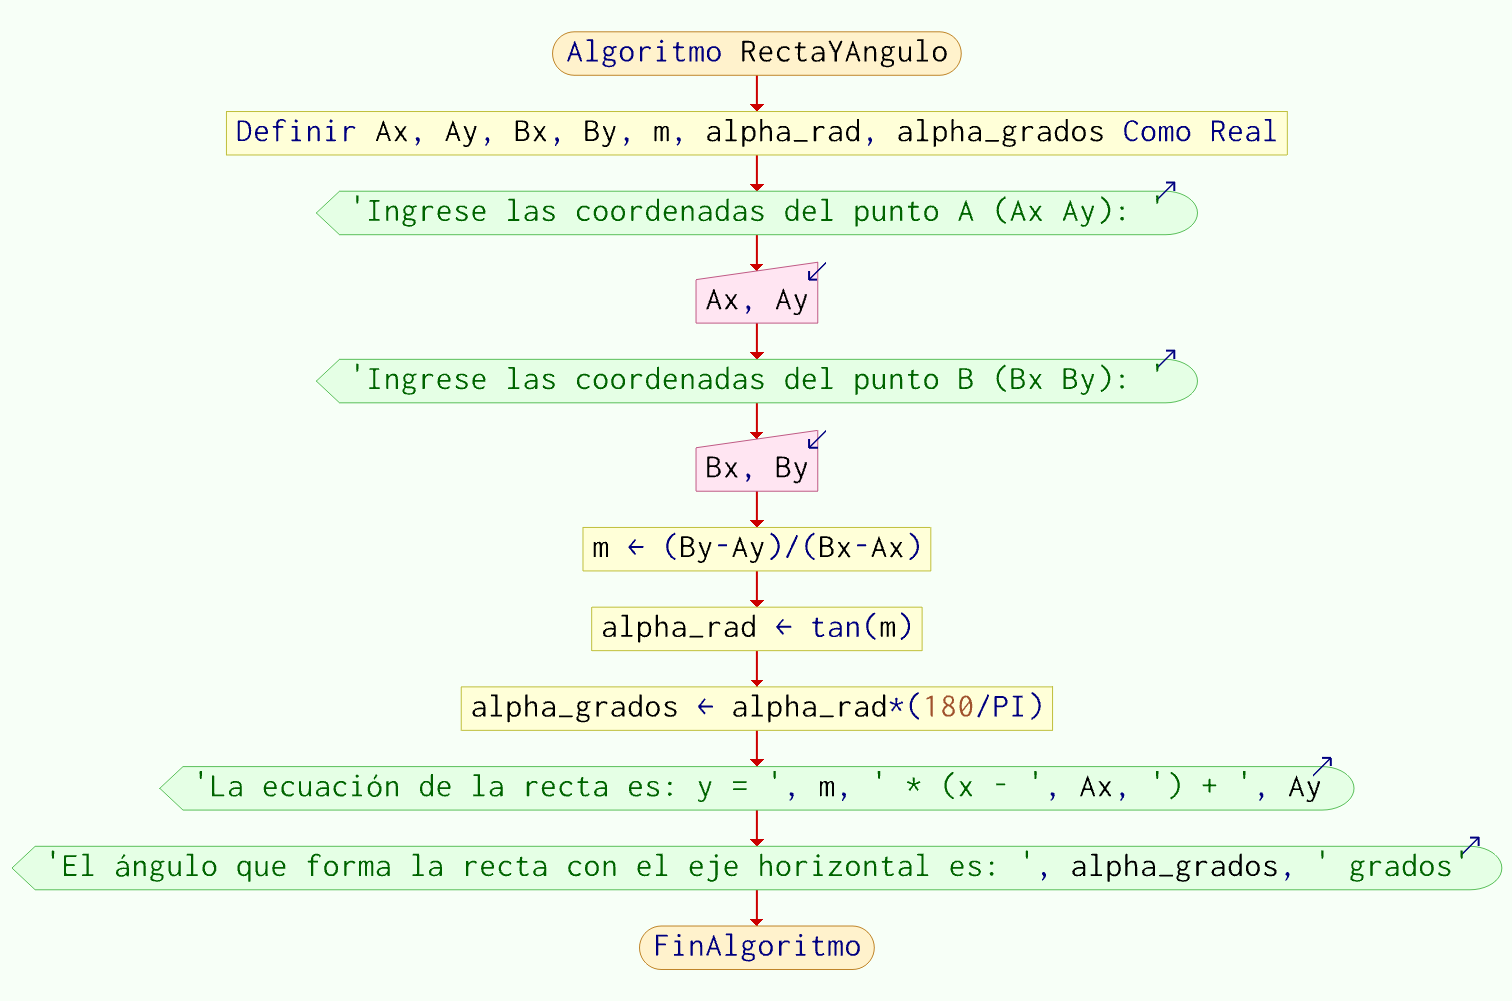 Algoritmo RectaYAngulo
Definir Ax, Ay, Bx, By, m, alpha_rad, alpha_grados Como Real
'Ingrese las coordenadas del punto A (Ax Ay): '
Ax, Ay
'Ingrese las coordenadas del punto B (Bx By): '
Bx, By
m ← (By-Ay)/(Bx-Ax)
alpha_rad ← tan(m)
alpha_grados ← alpha_rad*(180/PI)
'La ecuación de la recta es: y = ', m, ' * (x - ', Ax, ') + ', Ay
'El ángulo que forma la recta con el eje horizontal es: ', alpha_grados, ' grados'
FinAlgoritmo